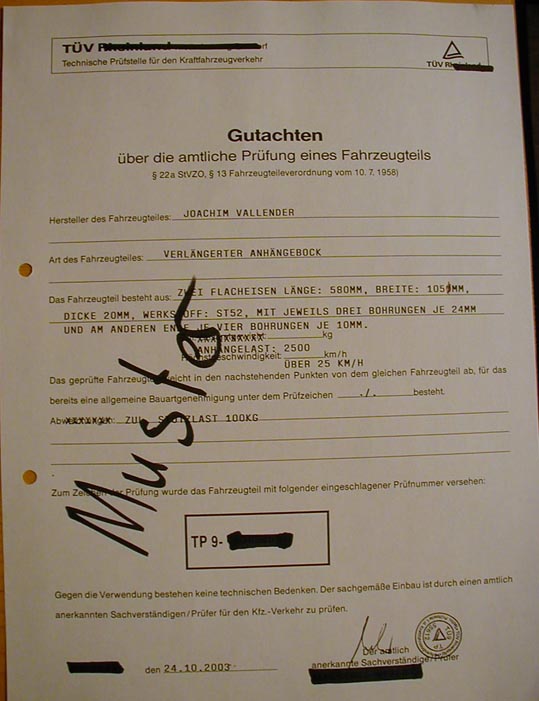 TÜV Rheinland
Technische Prüfstelle für den Kraftfahrzeugverkehr
TÜV
Gutachten
über die amtliche Prüfung eines Fahrzeugteils
§ 22a StVZO, § 13 Fahrzeugteileverordnung vom 10. 7. 1958)
Hersteller des Fahrzeugteiles: JOACHIM VALLENDER
Art des Fahrzeugteiles: VERLÄNGERTER ANHÄNGEBOCK
Das Fahrzeugteil besteht aus: ZWEI FLACHEISEN LÄNGE: 580MM, BREITE: MM,
DICKE 20MM, WERKSTOFF: ST52, MIT JEWEILS DREI BOHRUNGEN JE 24MM
UND AM ANDEREN ENDE JE VIER BOHRUNGEN JE 10MM.
kg
ANHÄNGELAST: 2500
Höchstgeschwindigkeit: km/h
ÜBER 25 KM/H
Das geprüfte Fahrzeugteil weicht in den nachstehenden Punkten von dem gleichen Fahrzeugteil ab, für das
bereits eine allgemeine Bauartgenehmigung unter dem Prüfzeichen ./. besteht.
Abweichungen: ZUL. STÜTZLAST 100KG
Muster
Zum Zeichen der Prüfung wurde das Fahrzeugteil mit folgender eingeschlagener Prüfnummer versehen:
TP 9-
Gegen die Verwendung bestehen keine technischen Bedenken. Der sachgemäße Einbau ist durch einen amtlich
anerkannten Sachverständigen/Prüfer für den Kfz.-Verkehr zu prüfen.
den 24.10.2003
Der amtlich
anerkannte Sachverständige/Prüfer